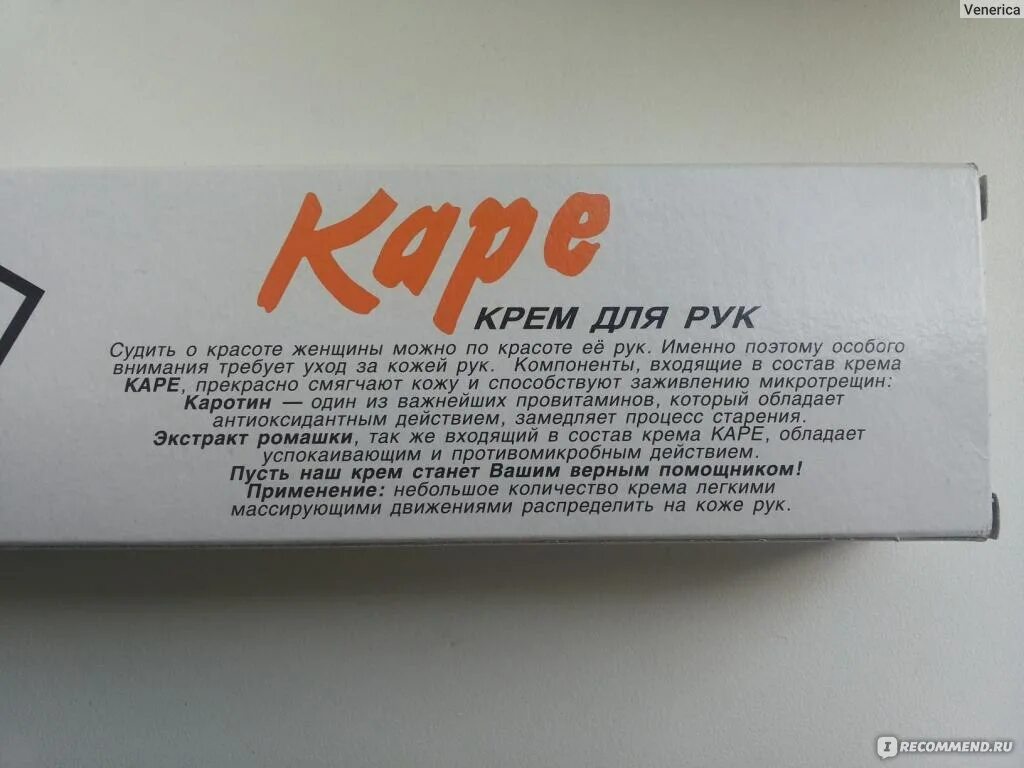 Venerica
Каре
КРЕМ ДЛЯ РУК
Судить о красоте женщины можно по красоте её рук. Именно поэтому особого
внимания требует уход за кожей рук. Компоненты, входящие в состав крема
КАРЕ, прекрасно смягчают кожу и способствуют заживлению микротрещин:
Каротин — один из важнейших провитаминов, который обладает
антиоксидантным действием, замедляет процесс старения.
Экстракт ромашки, так же входящий в состав крема КАРЕ, обладает
успокаивающим и противомикробным действием.
Пусть наш крем станет Вашим верным помощником!
Применение: небольшое количество крема легкими
массирующими движениями распределить на коже рук.
IRECOMMEND.RU